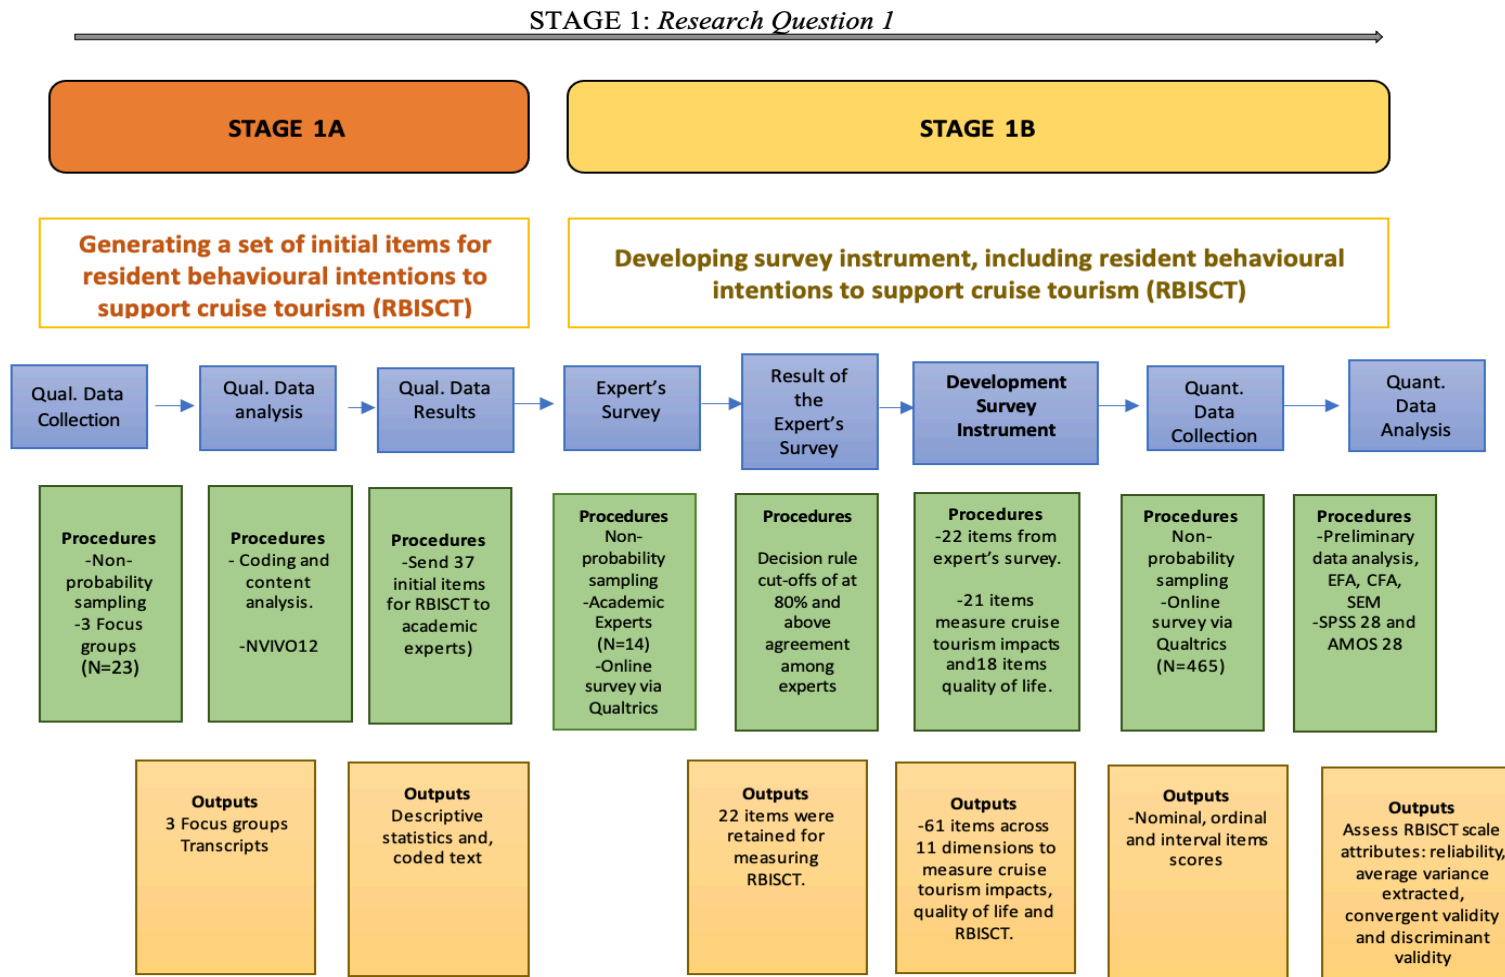 STAGE 1: Research Question 1
STAGE 1A
STAGE 1B
Generating a set of initial items for
resident behavioural intentions to
support cruise tourism (RBISCT)
Developing survey instrument, including resident behavioural
intentions to support cruise tourism (RBISCT)
Qual. Data
Collection
Qual. Data
analysis
Qual. Data
Results
Expert's
Survey
Result of
the
Expert's
Survey
Development
Survey
Instrument
Quant.
Data
Collection
Quant.
Data
Analysis
Procedures
-Non-
probability
sampling
-3 Focus
groups
(N=23)
Procedures
- Coding and
content
analysis.
-NVIVO12
Procedures
-Send 37
initial items
for RBISCT to
academic
experts)
Procedures
Non-
probability
sampling
-Academic
Experts
(N=14)
-Online
survey via
Qualtrics
Procedures
Decision rule
cut-offs of at
80% and
above
agreement
among
experts
Procedures
-22 items from
expert's survey.
-21 items
measure cruise
tourism impacts
and18 items
quality of life.
Procedures
Non-
probability
sampling
-Online
survey via
Qualtrics
(N=465)
Procedures
-Preliminary
data analysis,
EFA, CFA,
SEM
-SPSS 28 and
AMOS 28
Outputs
3 Focus groups
Transcripts
Outputs
Descriptive
statistics and,
coded text
Outputs
22 items were
retained for
measuring
RBISCT.
Outputs
-61 items across
11 dimensions to
measure cruise
tourism impacts,
quality of life and
RBISCT.
Outputs
-Nominal, ordinal
and interval items
scores
Outputs
Assess RBISCT scale
attributes: reliability,
average variance
extracted,
convergent validity
and discriminant
validity